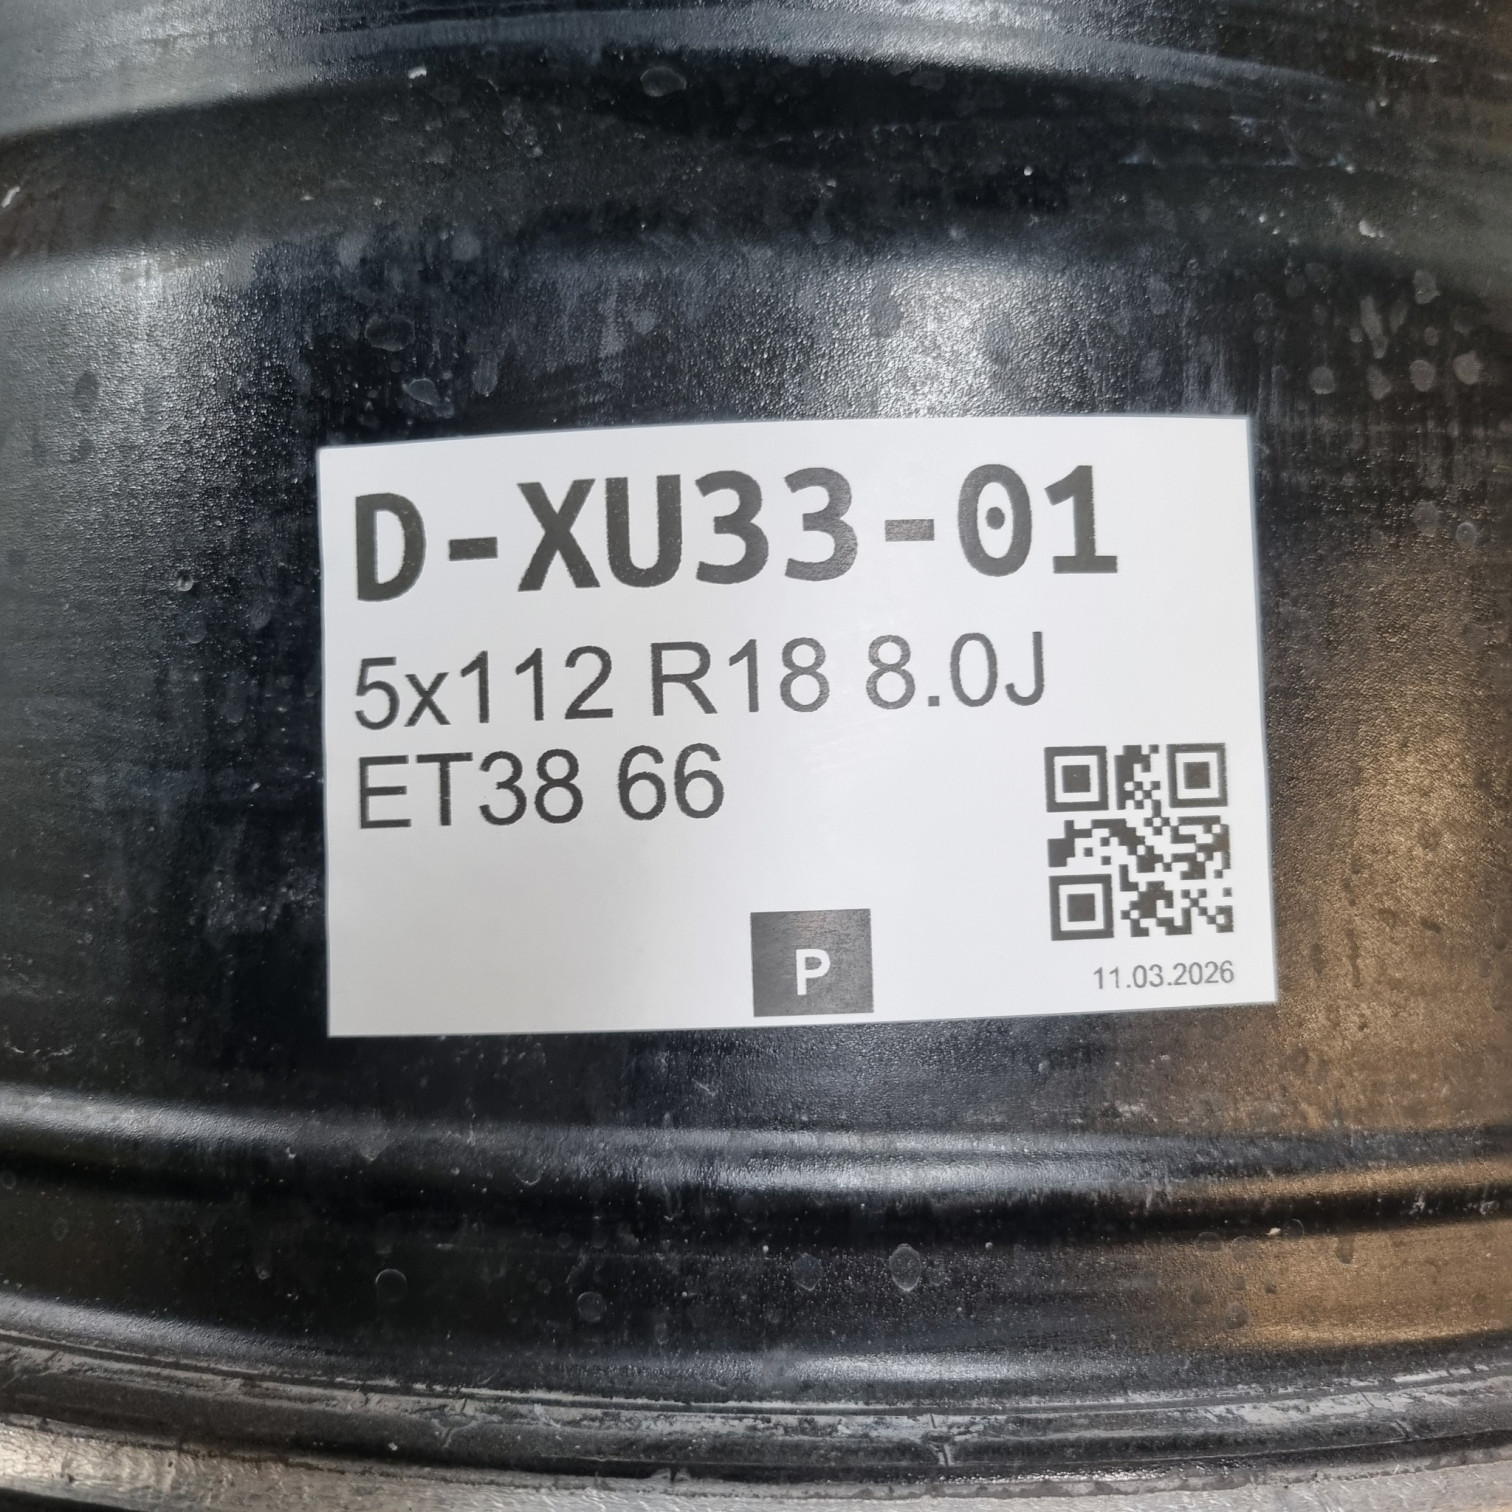 D-XU33-01
5x112 R18 8.0J
ET38 66
P
11.03.2026